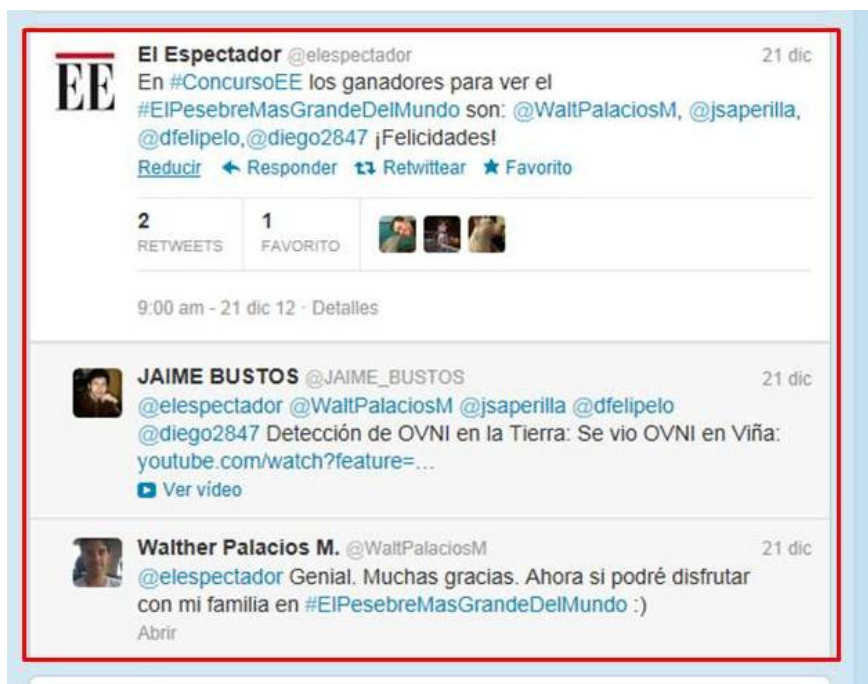 EE
El Espectador @elespectador 21 dic
En #ConcursoEE los ganadores para ver el
#ElPesebreMasGrandeDelMundo son: @WaltPalaciosM, @jsaperilla,
@dfelipelo,@diego2847 ¡Felicidades!
Reducir Responder Retwittear Favorito
2 1
RETWEETS FAVORITO
9:00 am - 21 dic 12 · Detalles
JAIME BUSTOS @JAIME_BUSTOS 21 dic
@elespectador @WaltPalaciosM @jsaperilla @dfelipelo
@diego2847 Detección de OVNI en la Tierra: Se vio OVNI en Viña:
youtube.com/watch?feature=...
Ver vídeo
Walther Palacios M. @WaltPalaciosM 21 dic
@elespectador Genial. Muchas gracias. Ahora si podré disfrutar
con mi familia en #ElPesebreMasGrandeDelMundo :)
Abrir